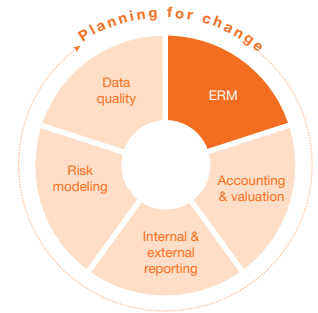 Planning for change
Data
quality
ERM
Risk
modeling
Accounting
& valuation
Internal &
external
reporting